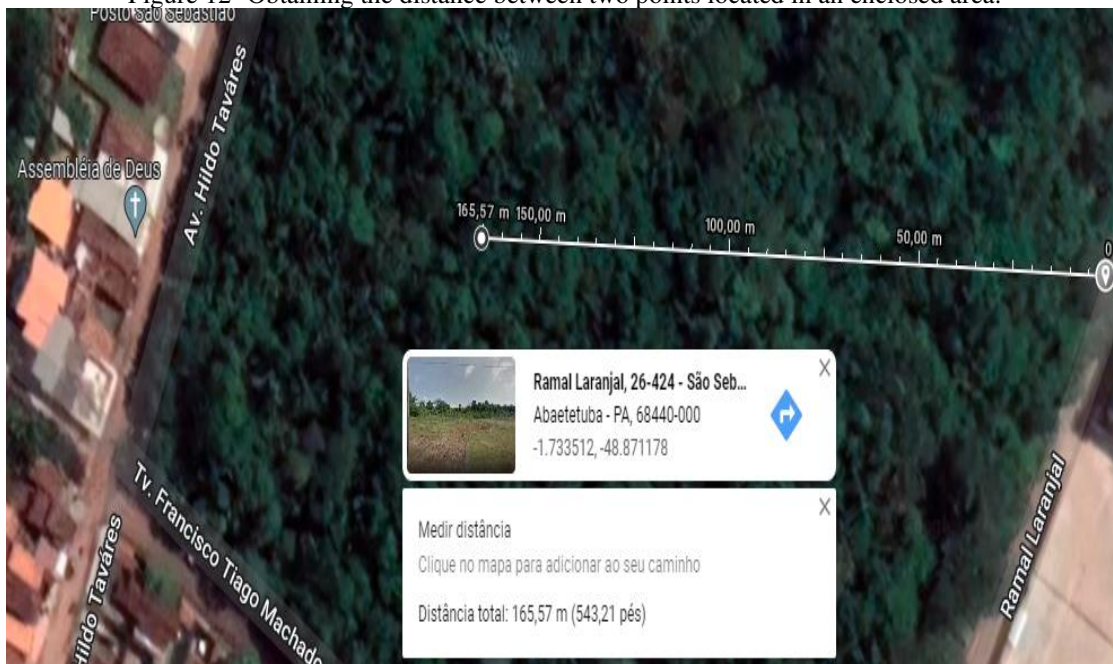 Figure 12- Obtaining the distance between two points located in an enclosed area.
Posto São Sebastião
Av. Hildo Taváres
Assembléia de Deus
165,57 m 150,00 m
100,00 m
50,00 m
0
Ramal Laranjal, 26-424 - São Seb...
Abaetetuba - PA, 68440-000
-1.733512, -48.871178
Tv. Francisco Tiago Machado
Hildo Taváres
Ramal Laranjal
Medir distância
Clique no mapa para adicionar ao seu caminho
Distância total: 165,57 m (543,21 pés)